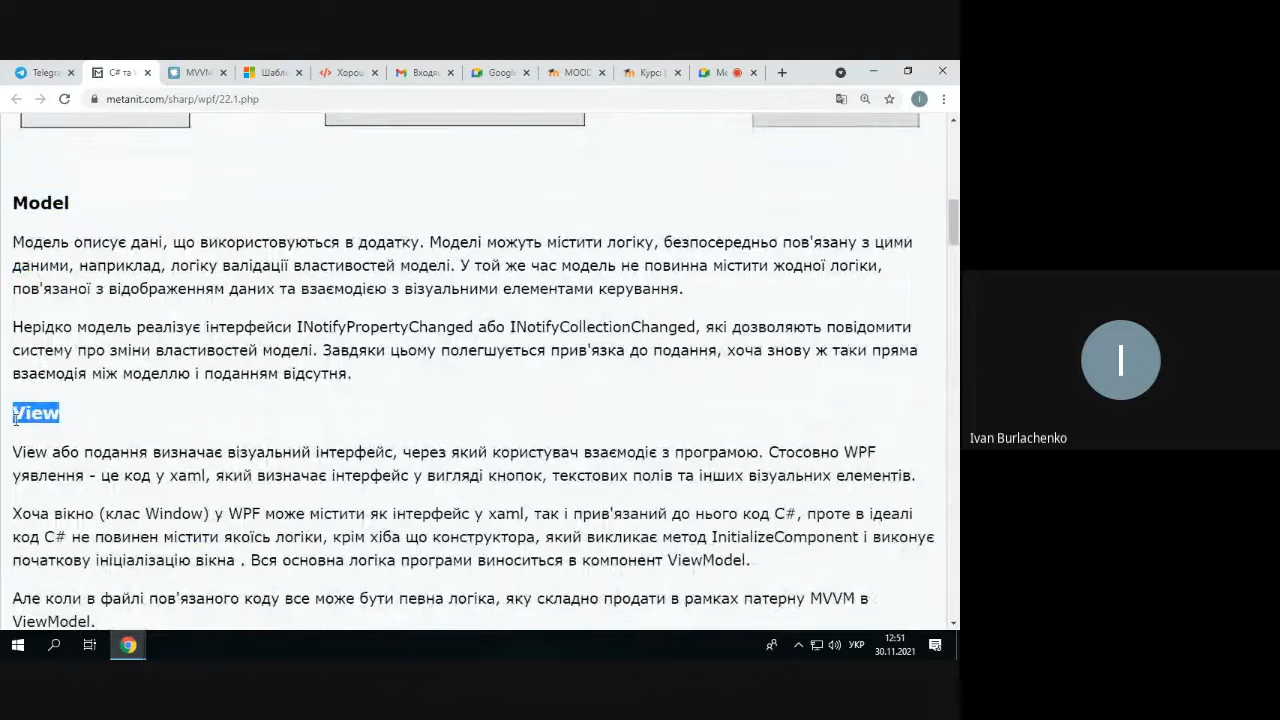 Telegra
C# та
MVVM
Шабл
Хорош
Входя
Google
MOOD
Курс:
Me
metanit.com/sharp/wpf/22.1.php
I
Model
Модель описує дані, що використовуються в додатку. Моделі можуть містити логіку, безпосередньо пов'язану з цими
даними, наприклад, логіку валідації властивостей моделі. У той же час модель не повинна містити жодної логіки,
пов'язаної з відображенням даних та взаємодією з візуальними елементами керування.
Нерідко модель реалізує інтерфейси INotifyPropertyChanged або INotifyCollectionChanged, які дозволяють повідомити
систему про зміни властивостей моделі. Завдяки цьому полегшується прив'язка до подання, хоча знову ж таки пряма
взаємодія між моделлю і поданням відсутня.
View
View або подання визначає візуальний інтерфейс, через який користувач взаємодіє з програмою. Стосовно WPF
уявлення - це код у xaml, який визначає інтерфейс у вигляді кнопок, текстових полів та інших візуальних елементів.
Хоча вікно (клас Window) у WPF може містити як інтерфейс у xaml, так і прив'язаний до нього код C#, проте в ідеалі
код C# не повинен містити якоїсь логіки, крім хіба що конструктора, який викликає метод InitializeComponent і виконує
початкову ініціалізацію вікна . Вся основна логіка програми виноситься в компонент ViewModel.
Але коли в файлі пов'язаного коду все може бути певна логіка, яку складно продати в рамках патерну MVVM в
ViewModel.
УКР
12:51
30.11.2021
I
Ivan Burlachenko